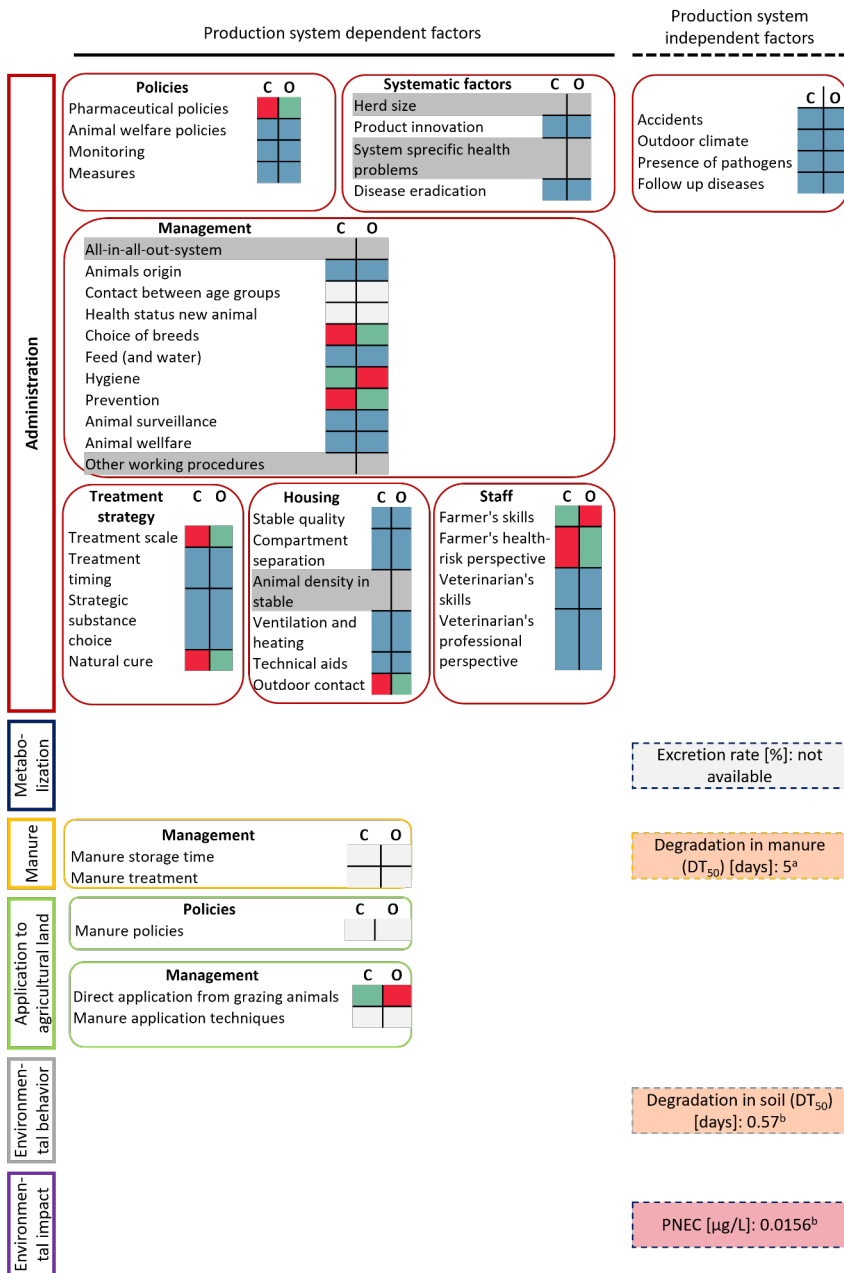 Production system dependent factors
Production system
independent factors
Administration
Policies
C O
Pharmaceutical policies
Animal welfare policies
Monitoring
Measures
Systematic factors
C O
Herd size
Product innovation
System sprecific health
problems
Disease eradication
C O
Accidents
Outdoor climate
Presence of pathogens
Follow up diseases
Management
C O
All-in-all-out-system
Animals origin
Contact between age groups
Health status new animal
Choice of breeds
Feed (and water)
Hygiene
Prevention
Animal surveillance
Animal wellfare
Other working procedures
Treatment
strategy
C O
Treatment scale
Treatment
timing
Strategic
substance
choice
Natural cure
Housing
C O
Stable quality
Compartment
separation
Animal density in
stable
Ventilation and
heating
Technical aids
Outdoor contact
Staff
C O
Farmer's skills
Farmer's health-
risk perspective
Veterinarian's
skills
Veterinarian's
professional
perspective
Metabo-
lization
Excretion rate [%]: not
available
Manure
Management
C O
Manure storage time
Manure treatment
Degradation in manure
(DT₅₀) [days]: 5ᵃ
Application to
agricultural land
Policies
C O
Manure policies
Management
C O
Direct application from grazing animals
Manure application techniques
Environmen-
tal behavior
Degradation in soil (DT₅₀)
[days]: 0.57ᵇ
Environmen-
tal impact
PNEC [µg/L]: 0.0156ᵇ